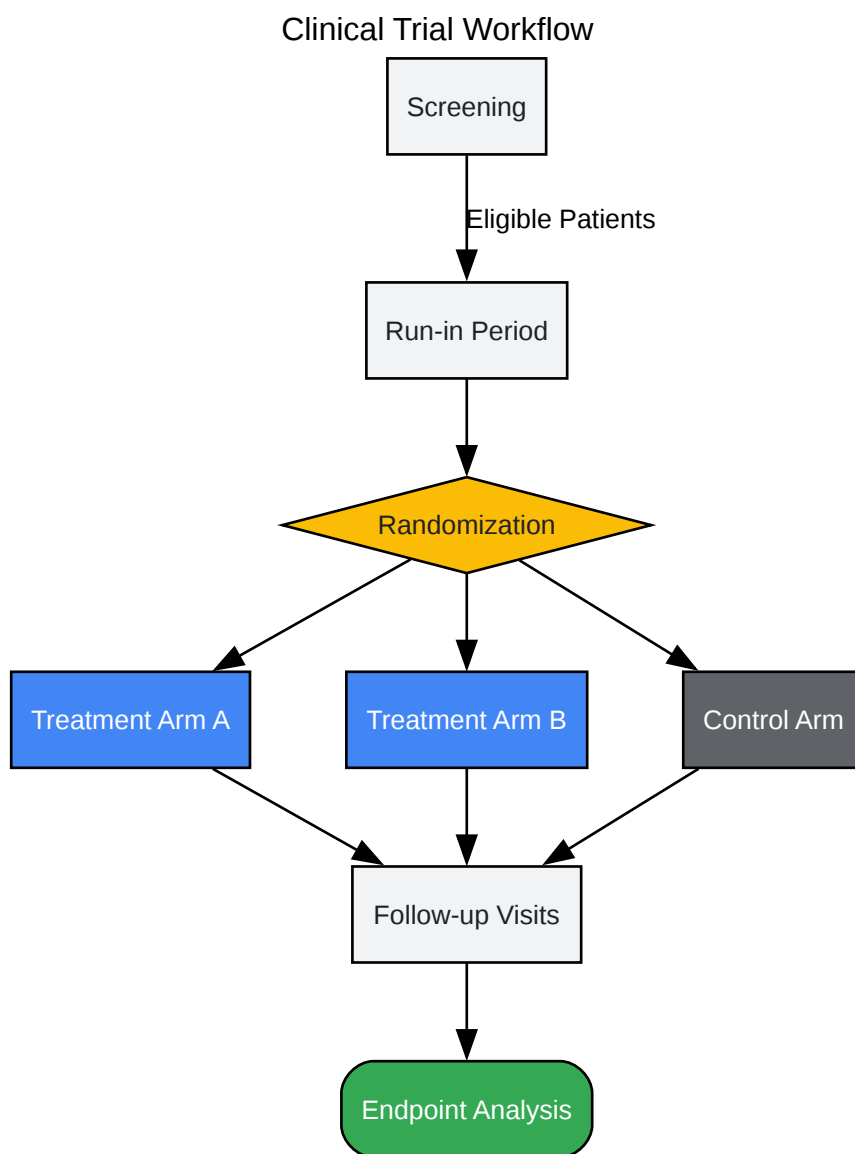 Clinical Trial Workflow
Screening
Eligible Patients
Run-in Period
Randomization
Treatment Arm A
Treatment Arm B
Control Arm
Follow-up Visits
Endpoint Analysis